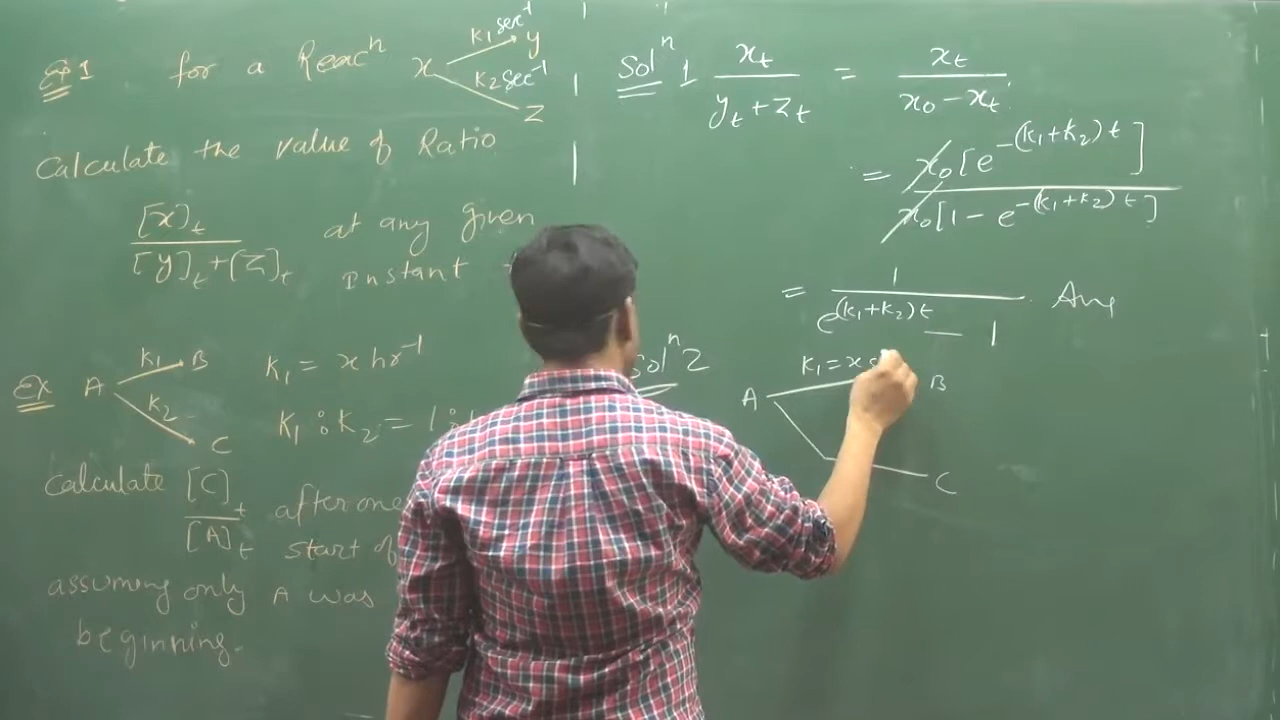 Ex 1 for a Reacⁿ x k₁ sec⁻¹ y
k₂ sec⁻¹ z
Calculate the value of Ratio
[x]t / [y]t + [z]t at any given
instant
Ex A k₁ B k₁ = x hr⁻¹
k₂ C k₁ : k₂ = 1 :
Calculate [C]t / [A]t after one
start of
assuming only A was
beginning.
Solⁿ 1 xt / yt + zt = xt / x₀ − xt
= x₀ [e^−(k₁+k₂)t] / x₀ [1 − e^−(k₁+k₂)t]
= 1 / e^(k₁+k₂)t − 1 Ans
Solⁿ 2 A k₁ = x B
C